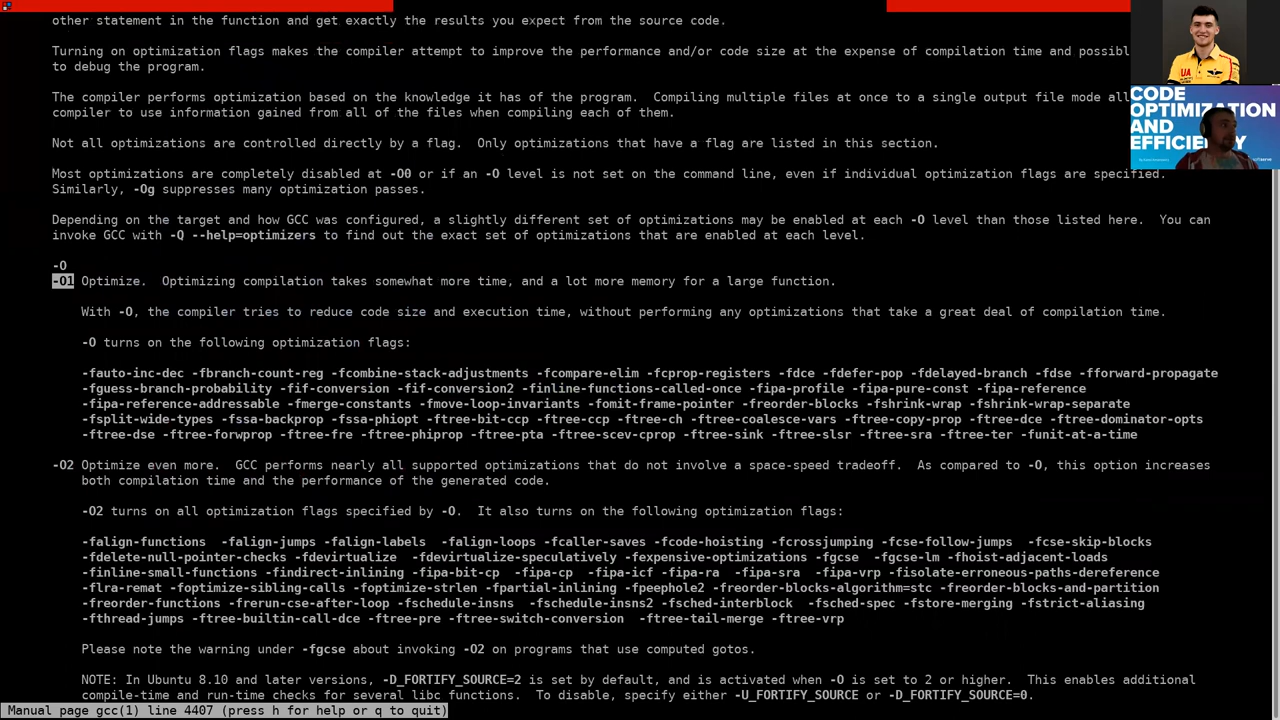 other statement in the function and get exactly the results you expect from the source code.
Turning on optimization flags makes the compiler attempt to improve the performance and/or code size at the expense of compilation time and possibl
to debug the program.
The compiler performs optimization based on the knowledge it has of the program.  Compiling multiple files at once to a single output file mode all
compiler to use information gained from all of the files when compiling each of them.
Not all optimizations are controlled directly by a flag.  Only optimizations that have a flag are listed in this section.
Most optimizations are completely disabled at -O0 or if an -O level is not set on the command line, even if individual optimization flags are specified.
Similarly, -Og suppresses many optimization passes.
Depending on the target and how GCC was configured, a slightly different set of optimizations may be enabled at each -O level than those listed here.  You can
invoke GCC with -Q --help=optimizers to find out the exact set of optimizations that are enabled at each level.
-O
-O1 Optimize.  Optimizing compilation takes somewhat more time, and a lot more memory for a large function.
With -O, the compiler tries to reduce code size and execution time, without performing any optimizations that take a great deal of compilation time.
-O turns on the following optimization flags:
-fauto-inc-dec -fbranch-count-reg -fcombine-stack-adjustments -fcompare-elim -fcprop-registers -fdce -fdefer-pop -fdelayed-branch -fdse -fforward-propagate
-fguess-branch-probability -fif-conversion -fif-conversion2 -finline-functions-called-once -fipa-profile -fipa-pure-const -fipa-reference
-fipa-reference-addressable -fmerge-constants -fmove-loop-invariants -fomit-frame-pointer -freorder-blocks -fshrink-wrap -fshrink-wrap-separate
-fsplit-wide-types -fssa-backprop -fssa-phiopt -ftree-bit-ccp -ftree-ccp -ftree-ch -ftree-coalesce-vars -ftree-copy-prop -ftree-dce -ftree-dominator-opts
-ftree-dse -ftree-forwprop -ftree-fre -ftree-phiprop -ftree-pta -ftree-scev-cprop -ftree-sink -ftree-slsr -ftree-sra -ftree-ter -funit-at-a-time
-O2 Optimize even more.  GCC performs nearly all supported optimizations that do not involve a space-speed tradeoff.  As compared to -O, this option increases
both compilation time and the performance of the generated code.
-O2 turns on all optimization flags specified by -O.  It also turns on the following optimization flags:
-falign-functions  -falign-jumps -falign-labels  -falign-loops -fcaller-saves -fcode-hoisting -fcrossjumping -fcse-follow-jumps  -fcse-skip-blocks
-fdelete-null-pointer-checks -fdevirtualize  -fdevirtualize-speculatively -fexpensive-optimizations -fgcse  -fgcse-lm -fhoist-adjacent-loads
-finline-small-functions -findirect-inlining -fipa-bit-cp  -fipa-cp  -fipa-icf -fipa-ra  -fipa-sra  -fipa-vrp -fisolate-erroneous-paths-dereference
-flra-remat -foptimize-sibling-calls -foptimize-strlen -fpartial-inlining -fpeephole2 -freorder-blocks-algorithm=stc -freorder-blocks-and-partition
-freorder-functions -frerun-cse-after-loop -fschedule-insns  -fschedule-insns2 -fsched-interblock  -fsched-spec -fstore-merging -fstrict-aliasing
-fthread-jumps -ftree-builtin-call-dce -ftree-pre -ftree-switch-conversion  -ftree-tail-merge -ftree-vrp
Please note the warning under -fgcse about invoking -O2 on programs that use computed gotos.
NOTE: In Ubuntu 8.10 and later versions, -D_FORTIFY_SOURCE=2 is set by default, and is activated when -O is set to 2 or higher.  This enables additional
compile-time and run-time checks for several libc functions.  To disable, specify either -U_FORTIFY_SOURCE or -D_FORTIFY_SOURCE=0.
Manual page gcc(1) line 4407 (press h for help or q to quit)
UA
CODE
OPTIMIZATION
AND
EFFICIENCY